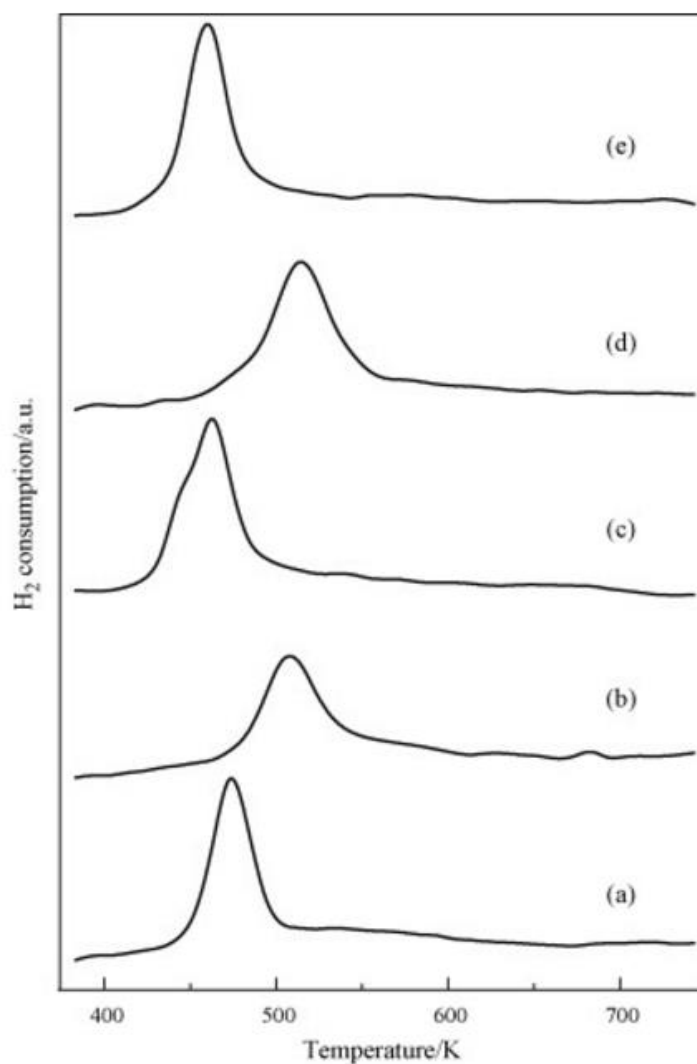 (e)
(d)
(c)
(b)
(a)
H₂ consumption/a.u.
400 500 600 700
Temperature/K